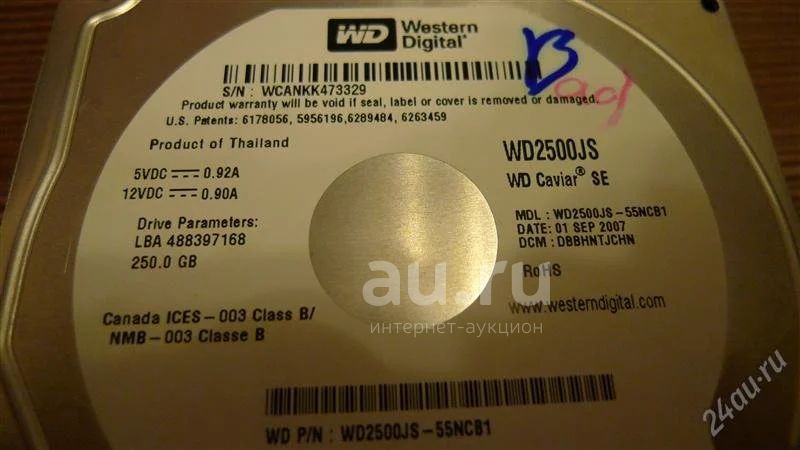 WD Western Digital®
Bad
S/N : WCANKK473329
Product warranty will be void if seal, label or cover is removed or damaged.
U.S. Patents: 6178056, 5956196,6289484, 6263459
Product of Thailand
5VDC 0.92A
12VDC 0.90A
Drive Parameters:
LBA 488397168
250.0 GB
WD2500JS
WD Caviar® SE
MDL : WD2500JS-55NCB1
DATE: 01 SEP 2007
DCM : DBBHNTJCHN
RoHS
www.westerndigital.com
Canada ICES-003 Class B/
NMB-003 Classe B
au.ru
интернет-аукцион
WD P/N: WD2500JS-55NCB1
24au.ru